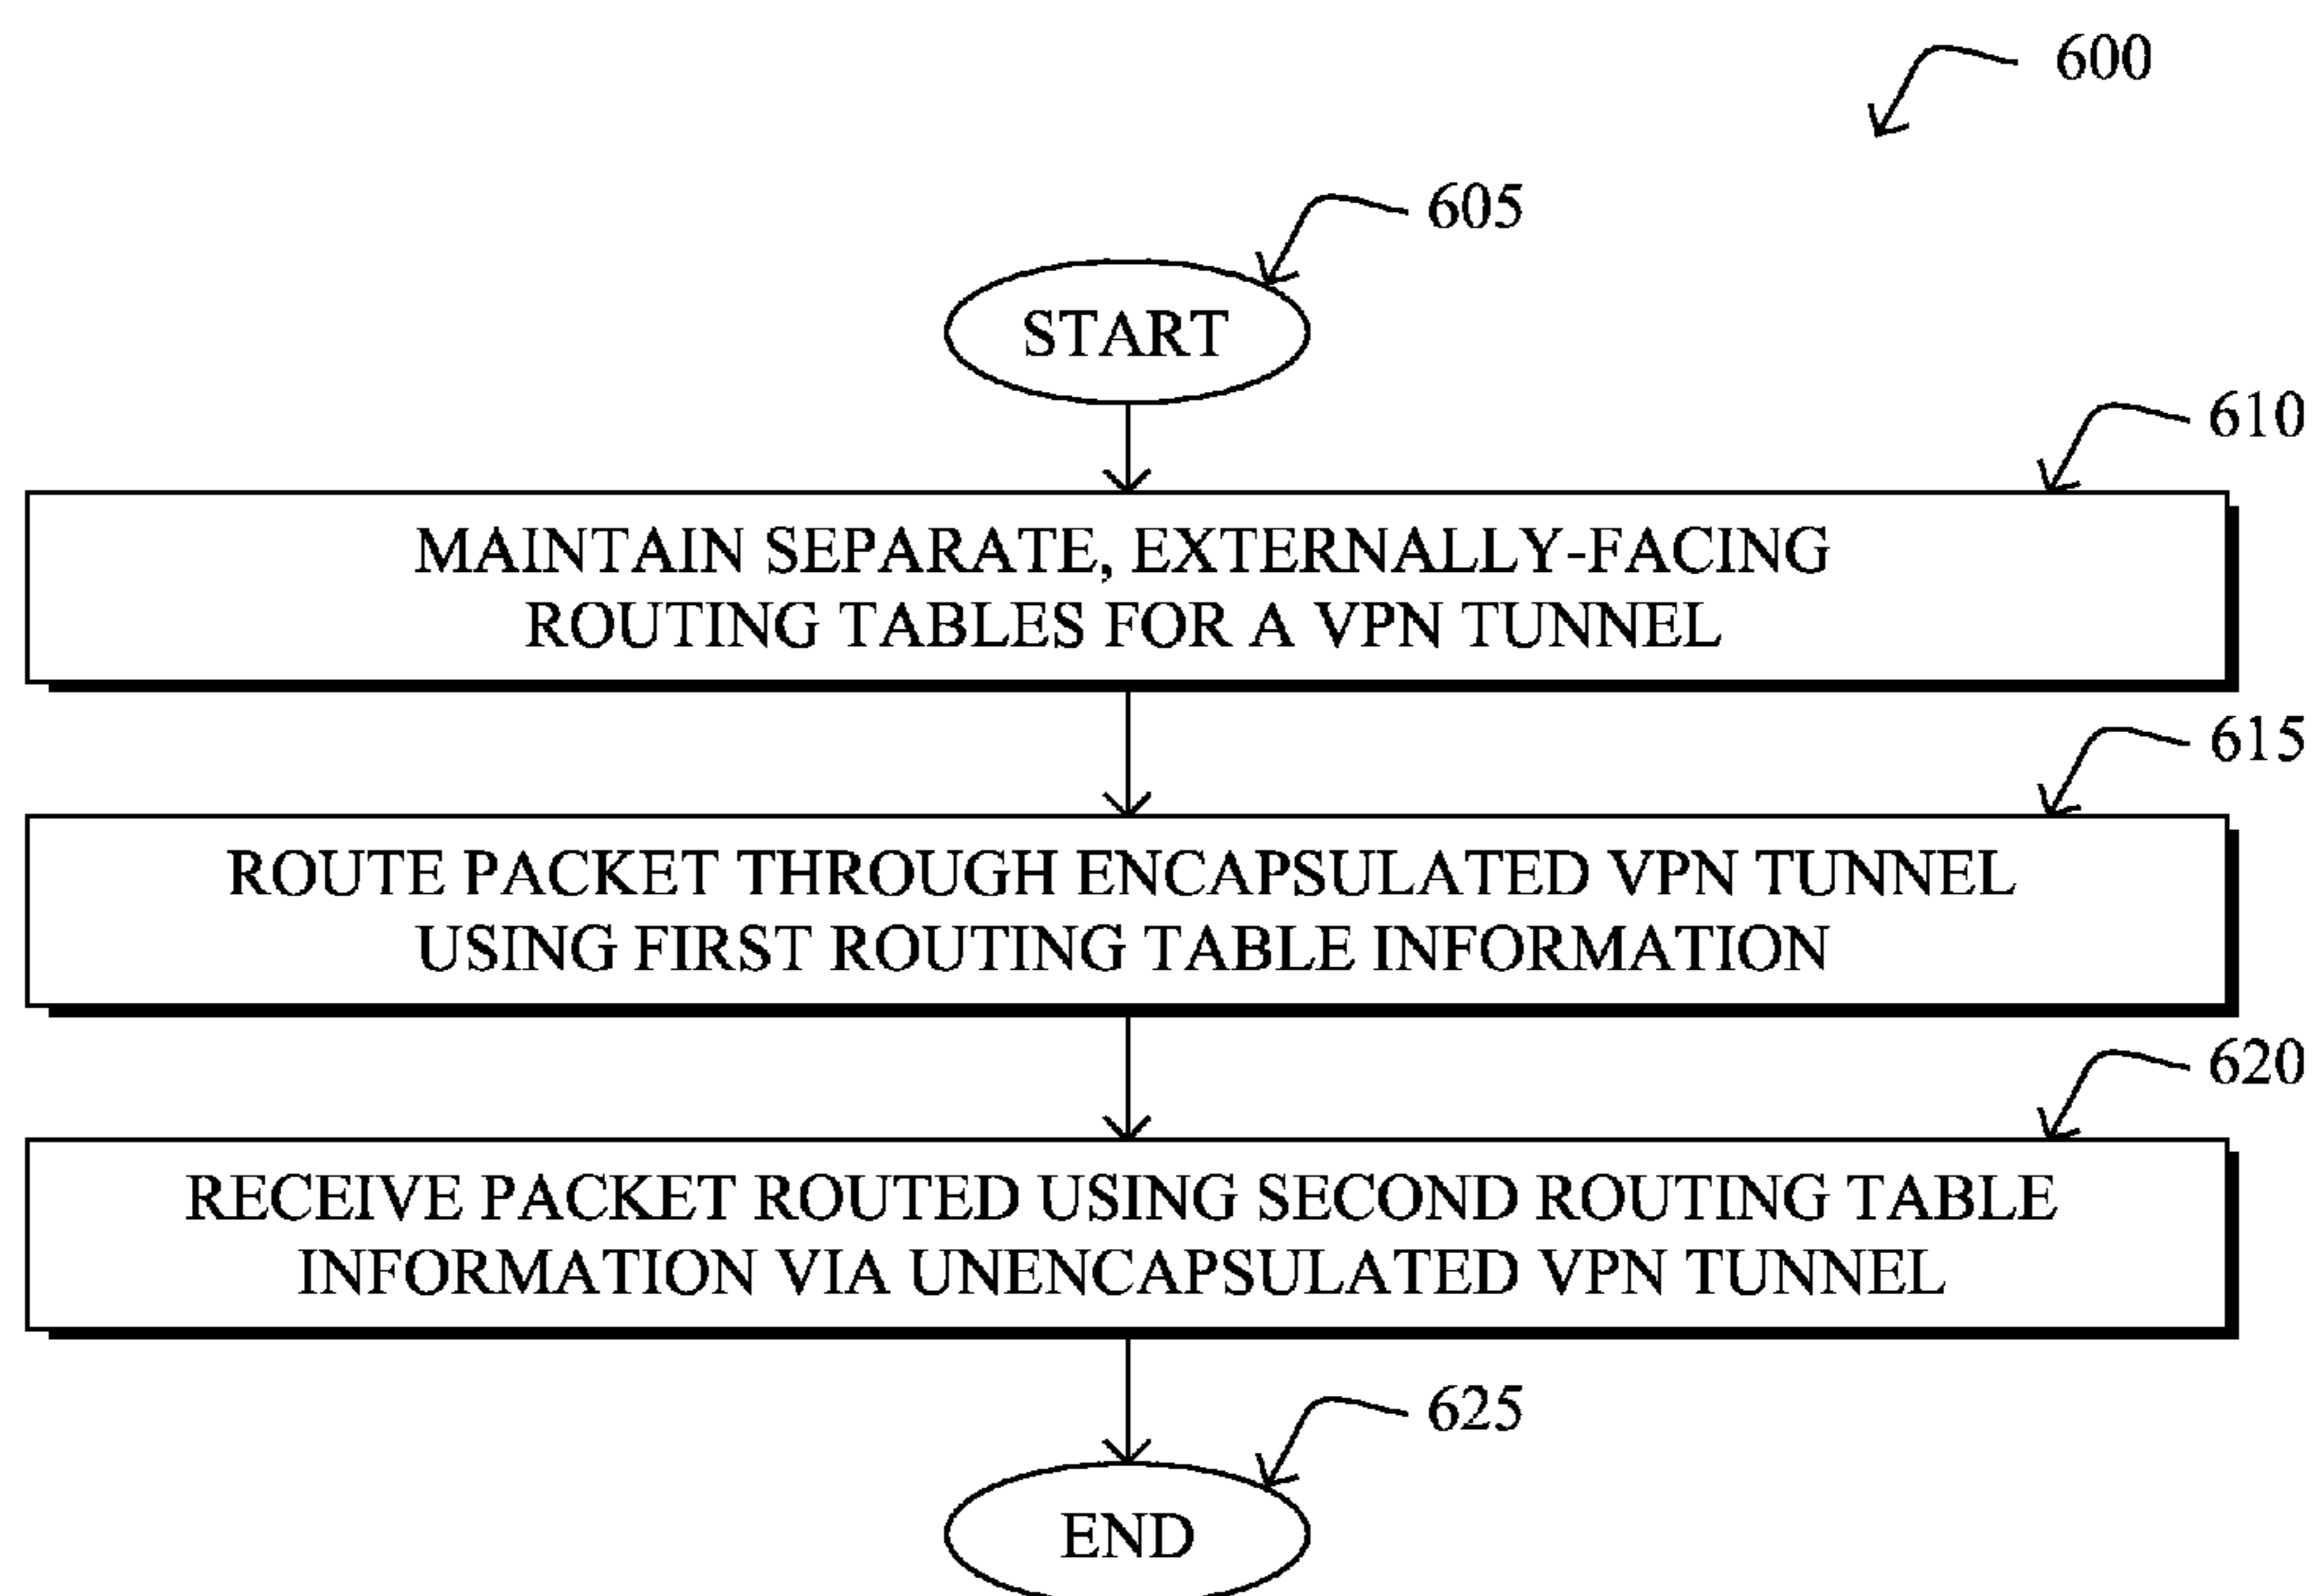 600
605
START
610
MAINTAIN SEPARATE, EXTERNALLY-FACING
ROUTING TABLES FOR A VPN TUNNEL
615
ROUTE PACKET THROUGH ENCAPSULATED VPN TUNNEL
USING FIRST ROUTING TABLE INFORMATION
620
RECEIVE PACKET ROUTED USING SECOND ROUTING TABLE
INFORMATION VIA UNENCAPSULATED VPN TUNNEL
625
END